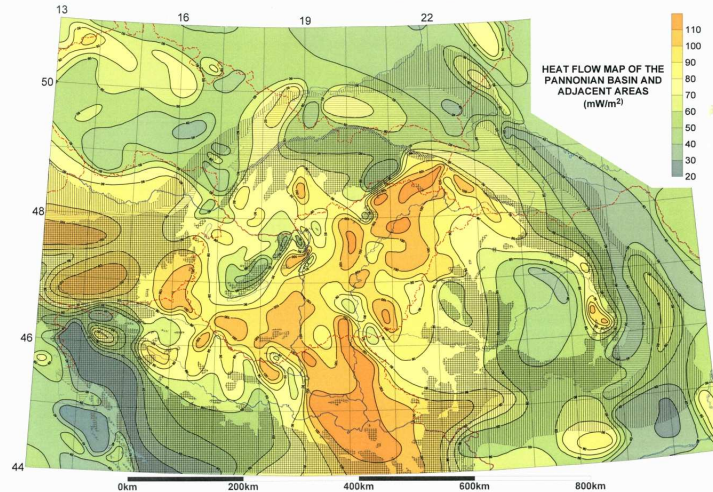 13
16
19
22
50
48
46
44
HEAT FLOW MAP OF THE
PANNONIAN BASIN AND
ADJACENT AREAS
(mW/m²)
110
100
90
80
70
60
50
40
30
20
0km
200km
400km
600km
800km